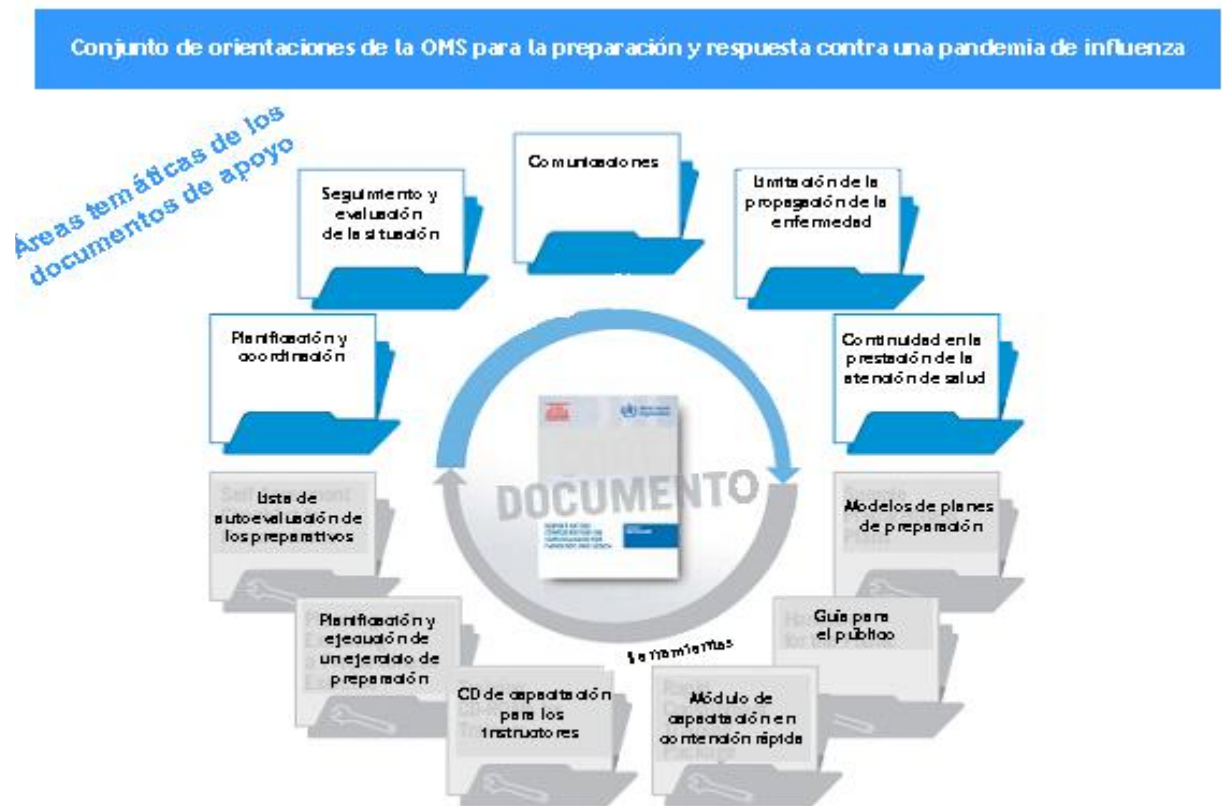 Conjunto de orientaciones de la OMS para la preparación y respuesta contra una pandemia de influenza
Áreas temáticas de los
documentos de apoyo
Comunicaciones
Seguimiento y
evaluación
de la situación
Limitación de la
propagación de la
enfermedad
Planificación y
coordinación
Continuidad en la
prestación de la
atención de salud
DOCUMENTO
Lista de
autoevaluación de
los preparativos
Modelos de planes
de preparación
Planificación y
ejecución de
un ejercicio de
preparación
Guía para
el público
Herramientas
CD de capacitación
para los
instructores
Módulo de
capacitación en
contención rápida